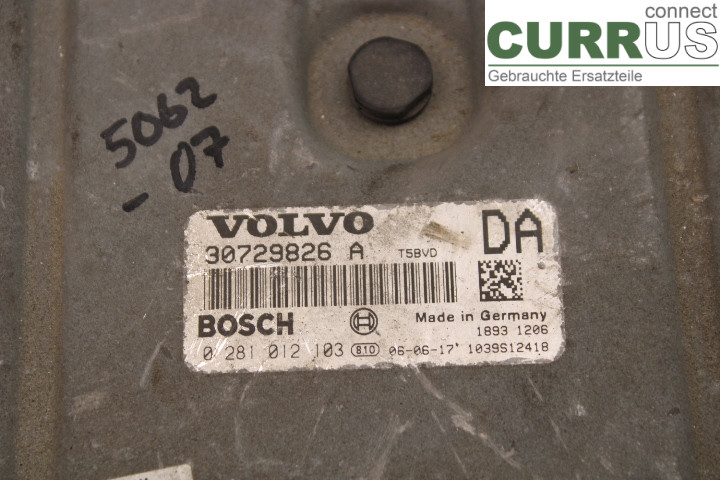 connect
CURRUS
Gebrauchte Ersatzteile
5062
-07
VOLVO
DA
30729826 A T5BVD
BOSCH
Made in Germany
1893 1206
0 281 012 103 810 06-06-17' 1039S12418